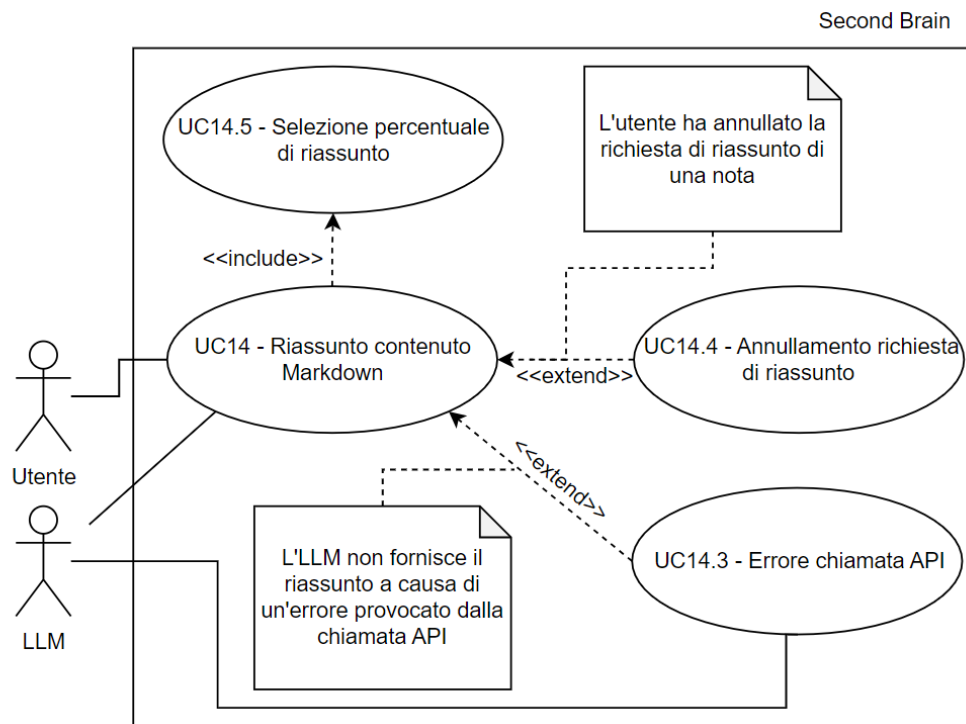 Second Brain
UC14.5 - Selezione percentuale
di riassunto
L'utente ha annullato la
richiesta di riassunto di
una nota
<<include>>
UC14 - Riassunto contenuto
Markdown
<<extend>>
UC14.4 - Annullamento richiesta
di riassunto
Utente
<<extend>>
L'LLM non fornisce il
riassunto a causa di
un'errore provocato dalla
chiamata API
UC14.3 - Errore chiamata API
LLM